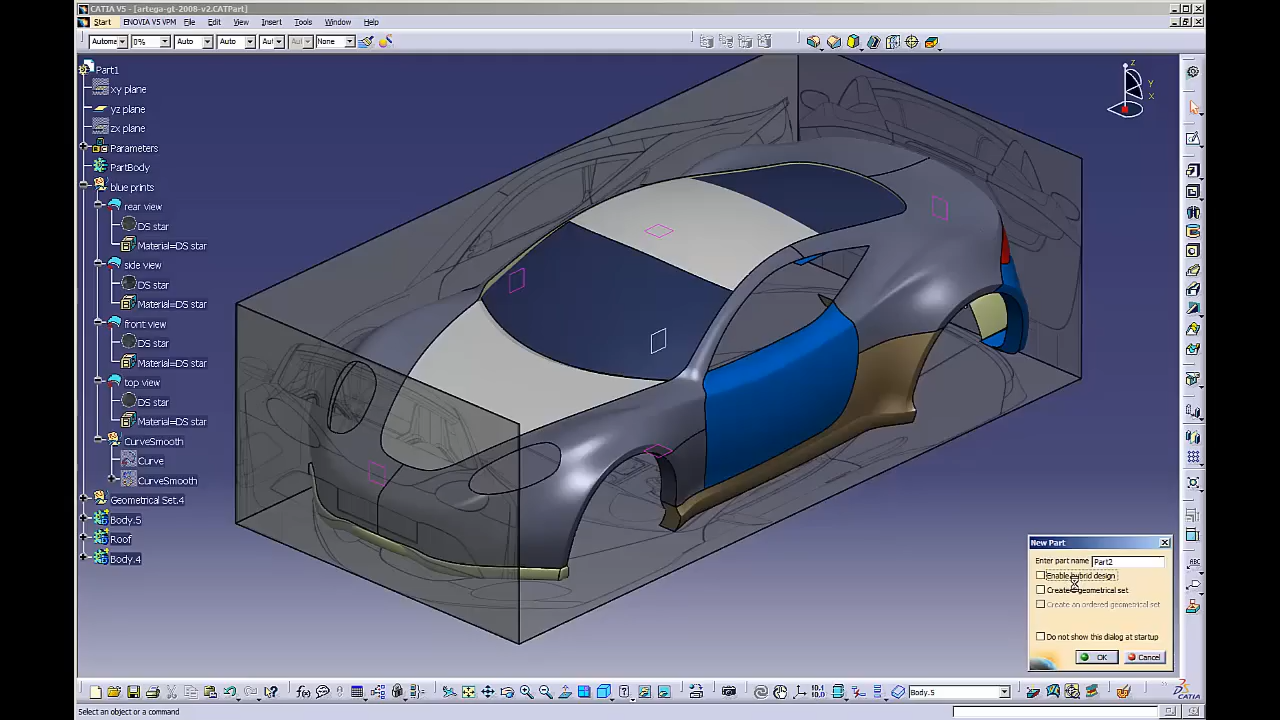 CATIA V5 - [artega-gt-2008-v2.CATPart]
Start ENOVIA V5 VPM File Edit View Insert Tools Window Help
0% Auto Auto Aut Aut None
Part1
xy plane
yz plane
zx plane
Parameters
PartBody
blue prints
rear view
DS star
Material=DS star
side view
DS star
Material=DS star
front view
DS star
Material=DS star
top view
DS star
Material=DS star
CurveSmooth
Curve
CurveSmooth
Geometrical Set.4
Body.5
Roof
Body.4
Z
Y
X
New Part
Enter part name Part2
Enable hybrid design
Create geometrical set
Create an ordered geometrical set
Do not show this dialog at startup
OK Cancel
ABC
Body.5
CATIA
Select an object or a command